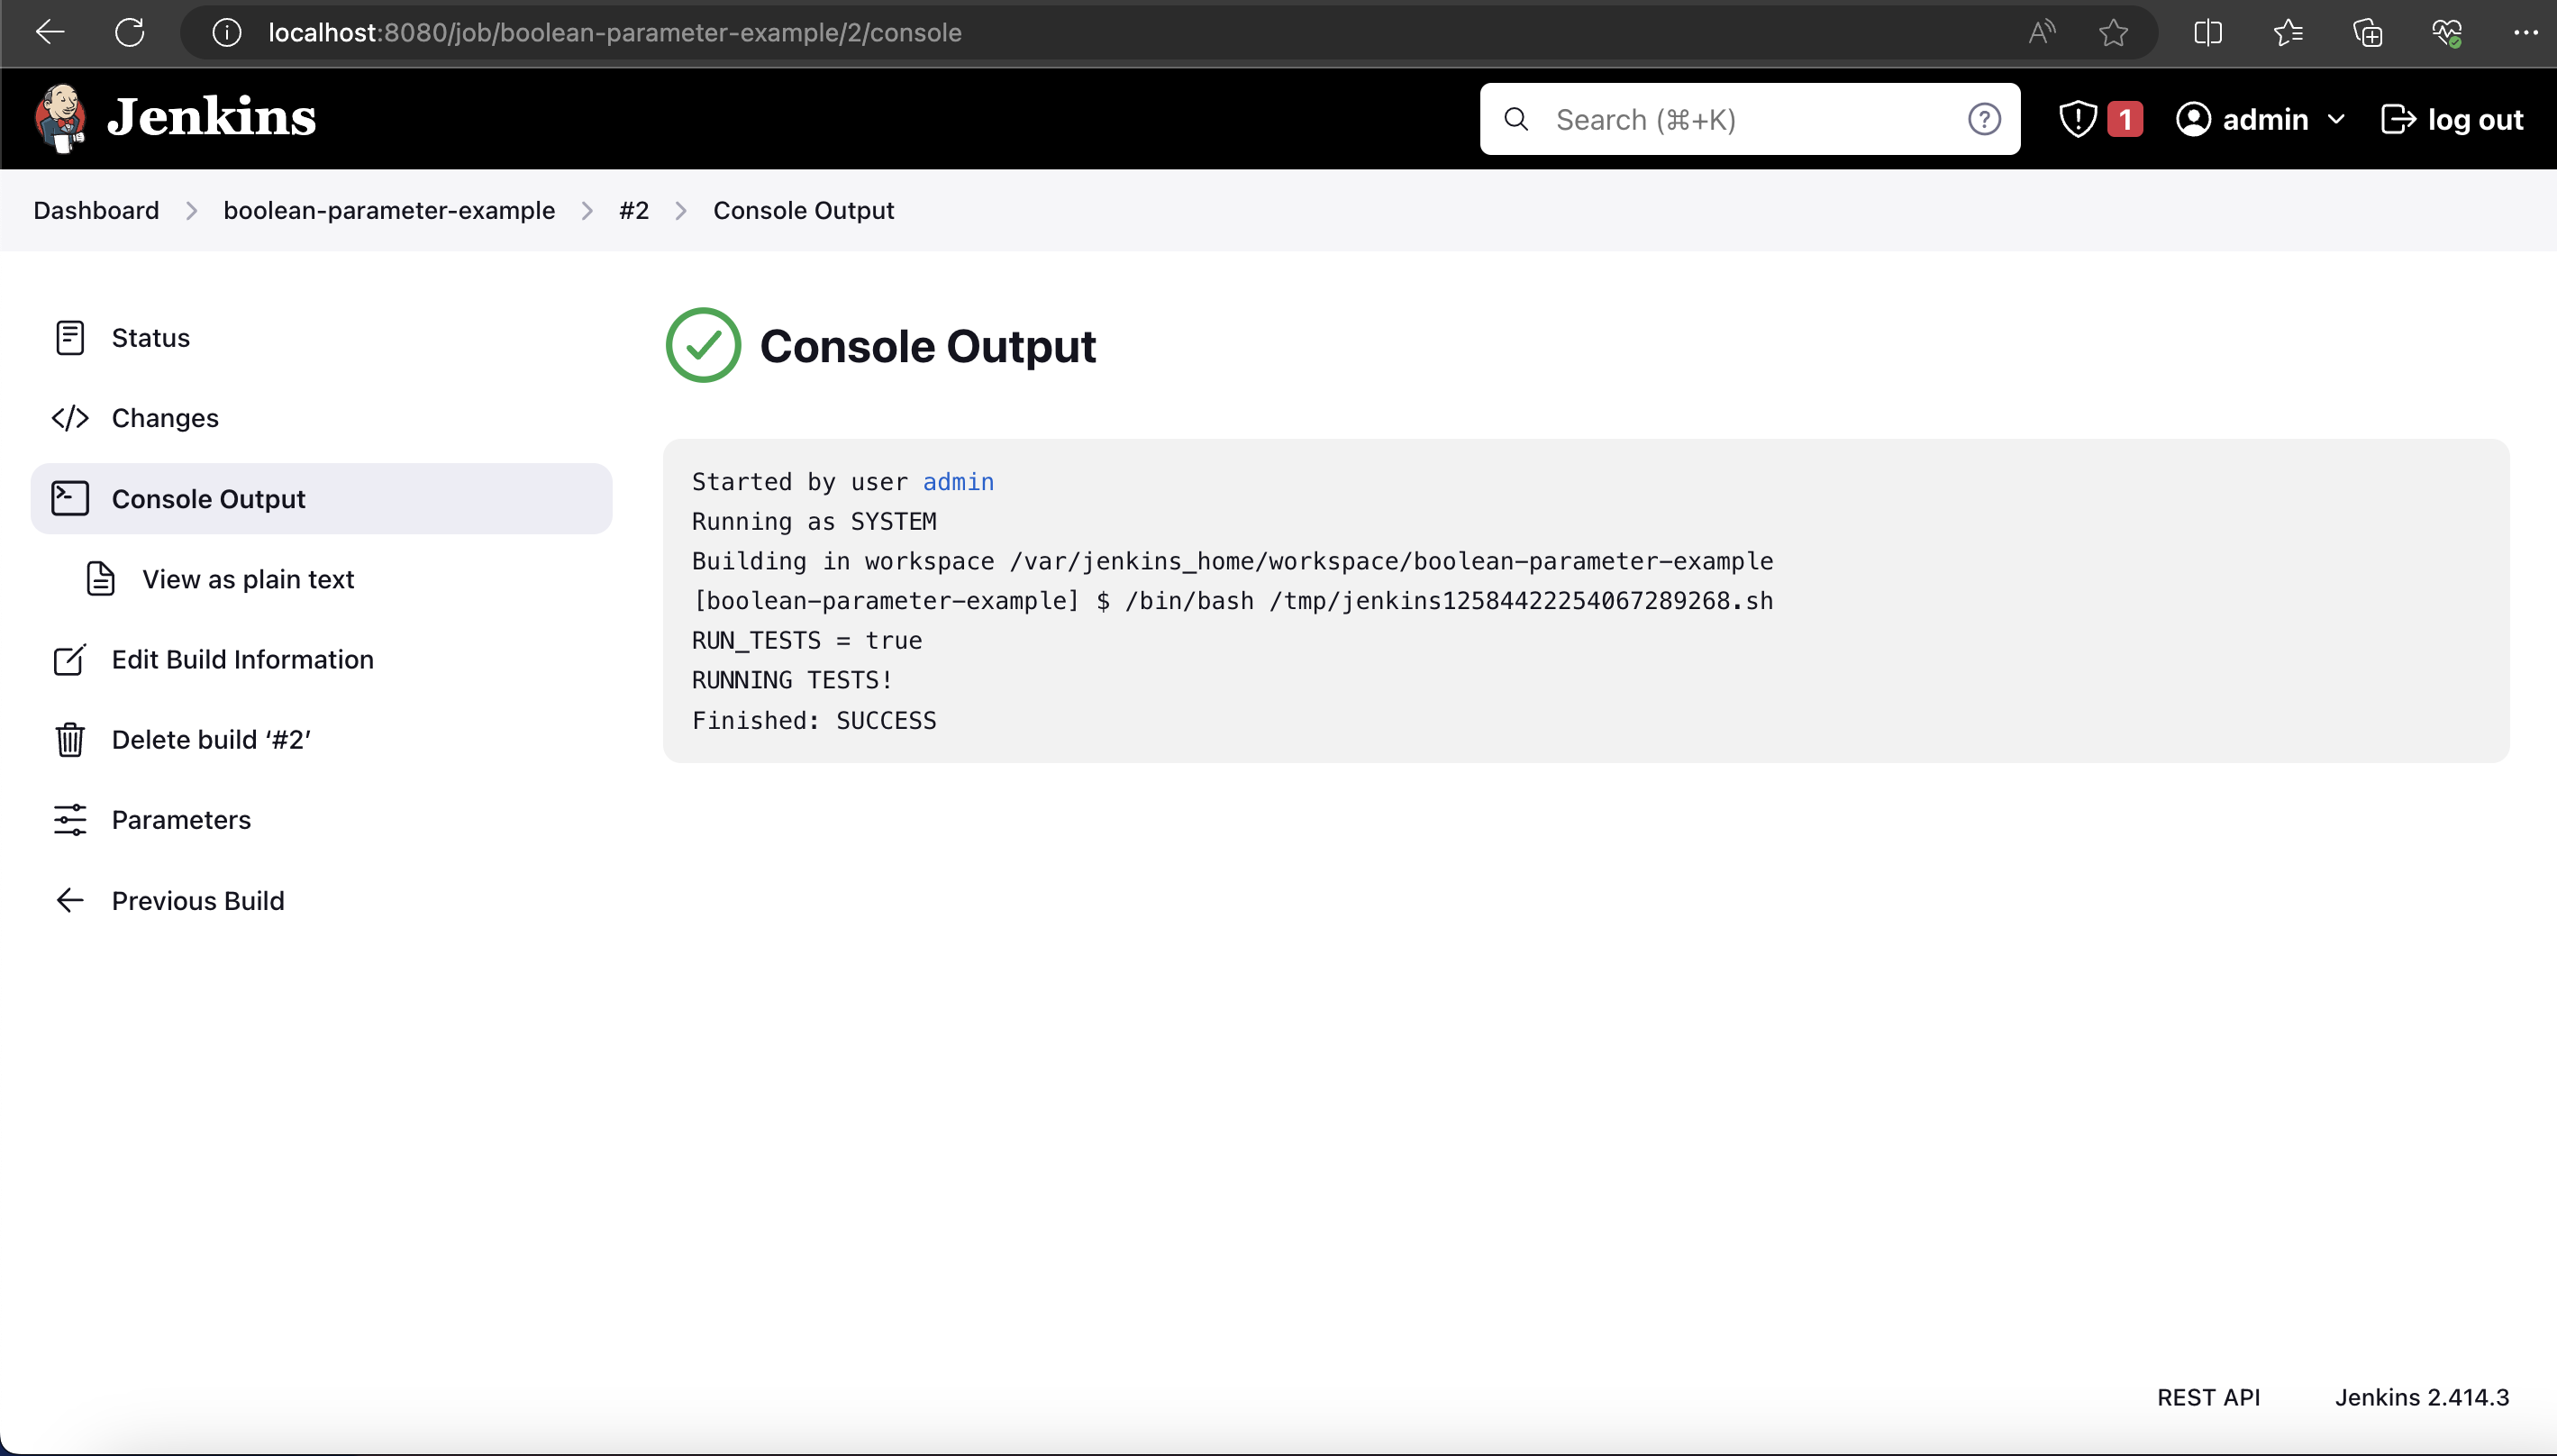 localhost:8080/job/boolean-parameter-example/2/console
Jenkins
Search (⌘+K)
1
admin
log out
Dashboard
boolean-parameter-example
#2
Console Output
Status
Changes
Console Output
View as plain text
Edit Build Information
Delete build ‘#2’
Parameters
Previous Build
Console Output
Started by user admin
Running as SYSTEM
Building in workspace /var/jenkins_home/workspace/boolean-parameter-example
[boolean-parameter-example] $ /bin/bash /tmp/jenkins12584422254067289268.sh
RUN_TESTS = true
RUNNING TESTS!
Finished: SUCCESS
REST API
Jenkins 2.414.3